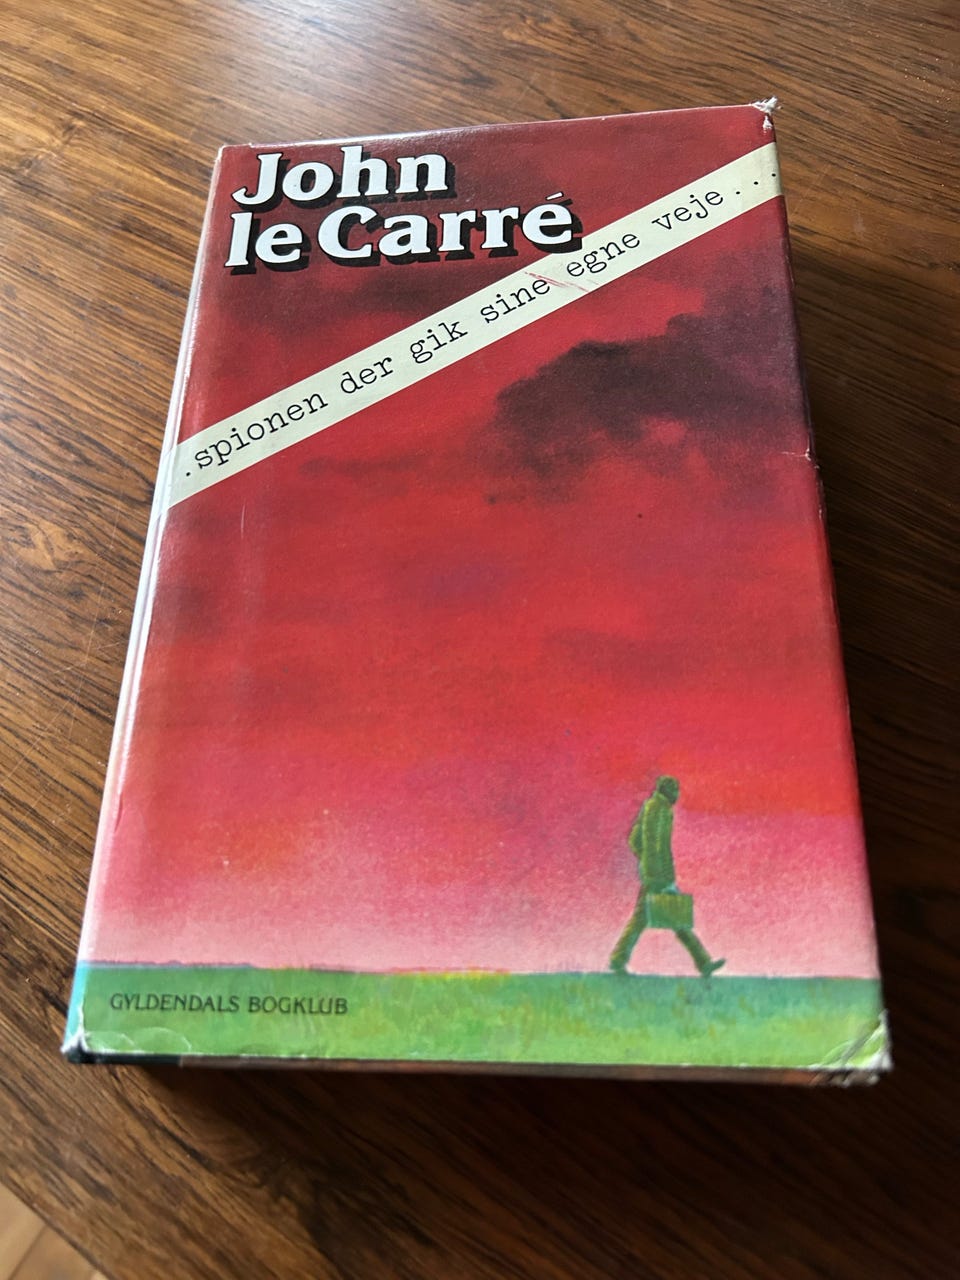 John
le Carré
. spionen der gik sine egne veje . . .
GYLDENDALS BOGKLUB